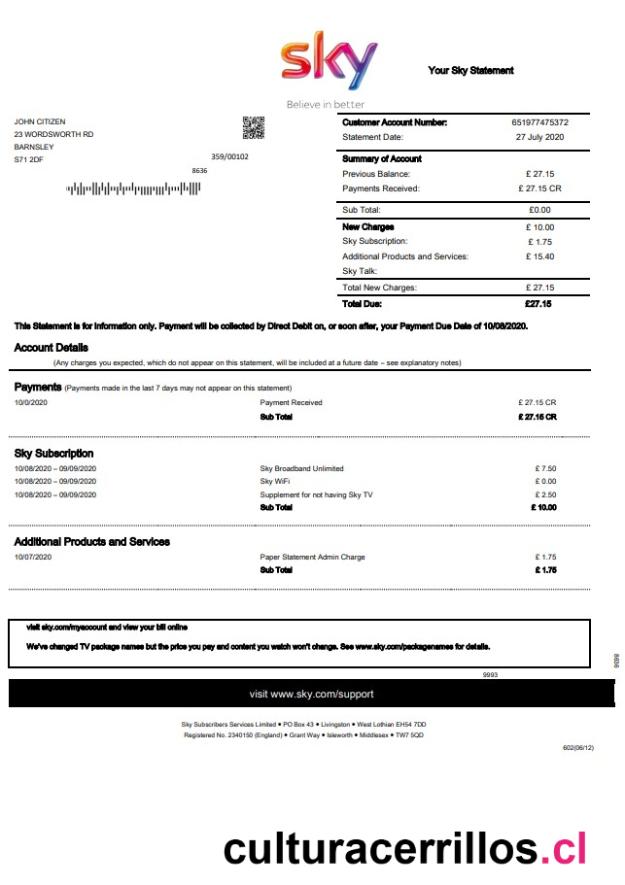 sky
Believe in better
Your Sky Statement
JOHN CITIZEN
23 WORDSWORTH RD
BARNSLEY
S71 2DF
359/00102
8636
Customer Account Number: 651977475372
Statement Date: 27 July 2020
Summary of Account
Previous Balance: £ 27.15
Payments Received: £ 27.15 CR
Sub Total: £0.00
New Charges £ 10.00
Sky Subscription: £ 1.75
Additional Products and Services: £ 15.40
Sky Talk:
Total New Charges: £ 27.15
Total Due: £27.15
This Statement is for information only. Payment will be collected by Direct Debit on, or soon after, your Payment Due Date of 10/08/2020.
Account Details
(Any charges you expected, which do not appear on this statement, will be included at a future date – see explanatory notes)
Payments (Payments made in the last 7 days may not appear on this statement)
10/0/2020 Payment Received £ 27.15 CR
Sub Total £ 27.15 CR
Sky Subscription
10/08/2020 – 09/09/2020 Sky Broadband Unlimited £ 7.50
10/08/2020 – 09/09/2020 Sky WiFi £ 0.00
10/08/2020 – 09/09/2020 Supplement for not having Sky TV £ 2.50
Sub Total £ 10.00
Additional Products and Services
10/07/2020 Paper Statement Admin Charge £ 1.75
Sub Total £ 1.75
visit sky.com/myaccount and view your bill online
We've changed TV package names but the price you pay and content you watch won't change. See www.sky.com/packagenames for details.
8636
9993
visit www.sky.com/support
Sky Subscribers Services Limited • PO Box 43 • Livingston • West Lothian EH54 7DD
Registered No. 2340150 (England) • Grant Way • Isleworth • Middlesex • TW7 5QD
602(06/12)
culturacerrillos.cl